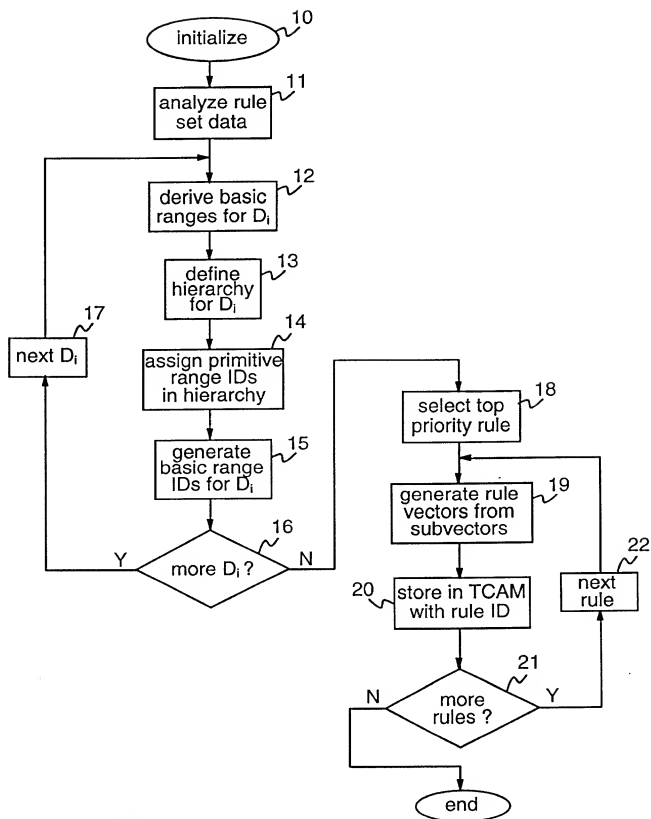 initialize
10
11
analyze rule
set data
12
derive basic
ranges for Di
13
define
hierarchy
for Di
17
next Di
14
assign primitive
range IDs
in hierarchy
15
generate
basic range
IDs for Di
16
Y
more Di ?
N
18
select top
priority rule
19
generate rule
vectors from
subvectors
20
store in TCAM
with rule ID
22
next
rule
21
N
more
rules ?
Y
end